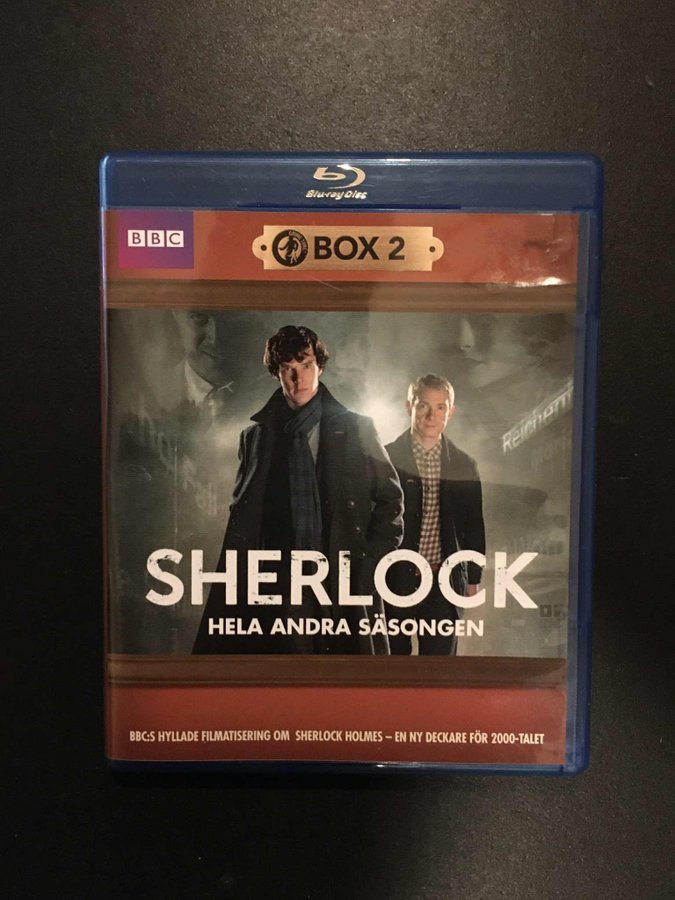 Blu-ray Disc
BBC
BOX 2
SHERLOCK
HELA ANDRA SÄSONGEN
BBC:S HYLLADE FILMATISERING OM SHERLOCK HOLMES – EN NY DECKARE FÖR 2000-TALET